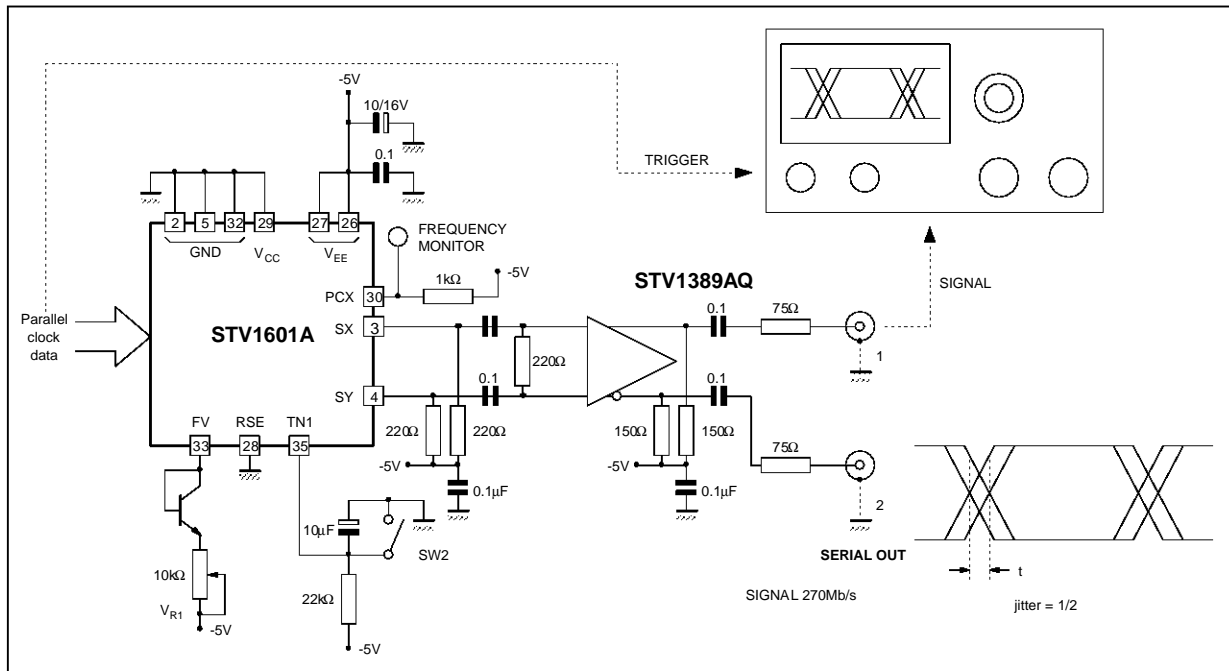 -5V
10/16V
0.1
TRIGGER
2
5
32
29
27
26
GND
VCC
VEE
FREQUENCY
MONITOR
-5V
1kΩ
PCX
30
STV1389AQ
SIGNAL
Parallel
clock
data
STV1601A
SX
3
0.1
75Ω
1
220Ω
SY
4
0.1
0.1
FV
RSE
TN1
33
28
35
220Ω
220Ω
150Ω
150Ω
75Ω
-5V
-5V
0.1μF
0.1μF
2
10μF
SW2
SERIAL OUT
10kΩ
VR1
-5V
22kΩ
-5V
SIGNAL 270Mb/s
t
jitter = 1/2